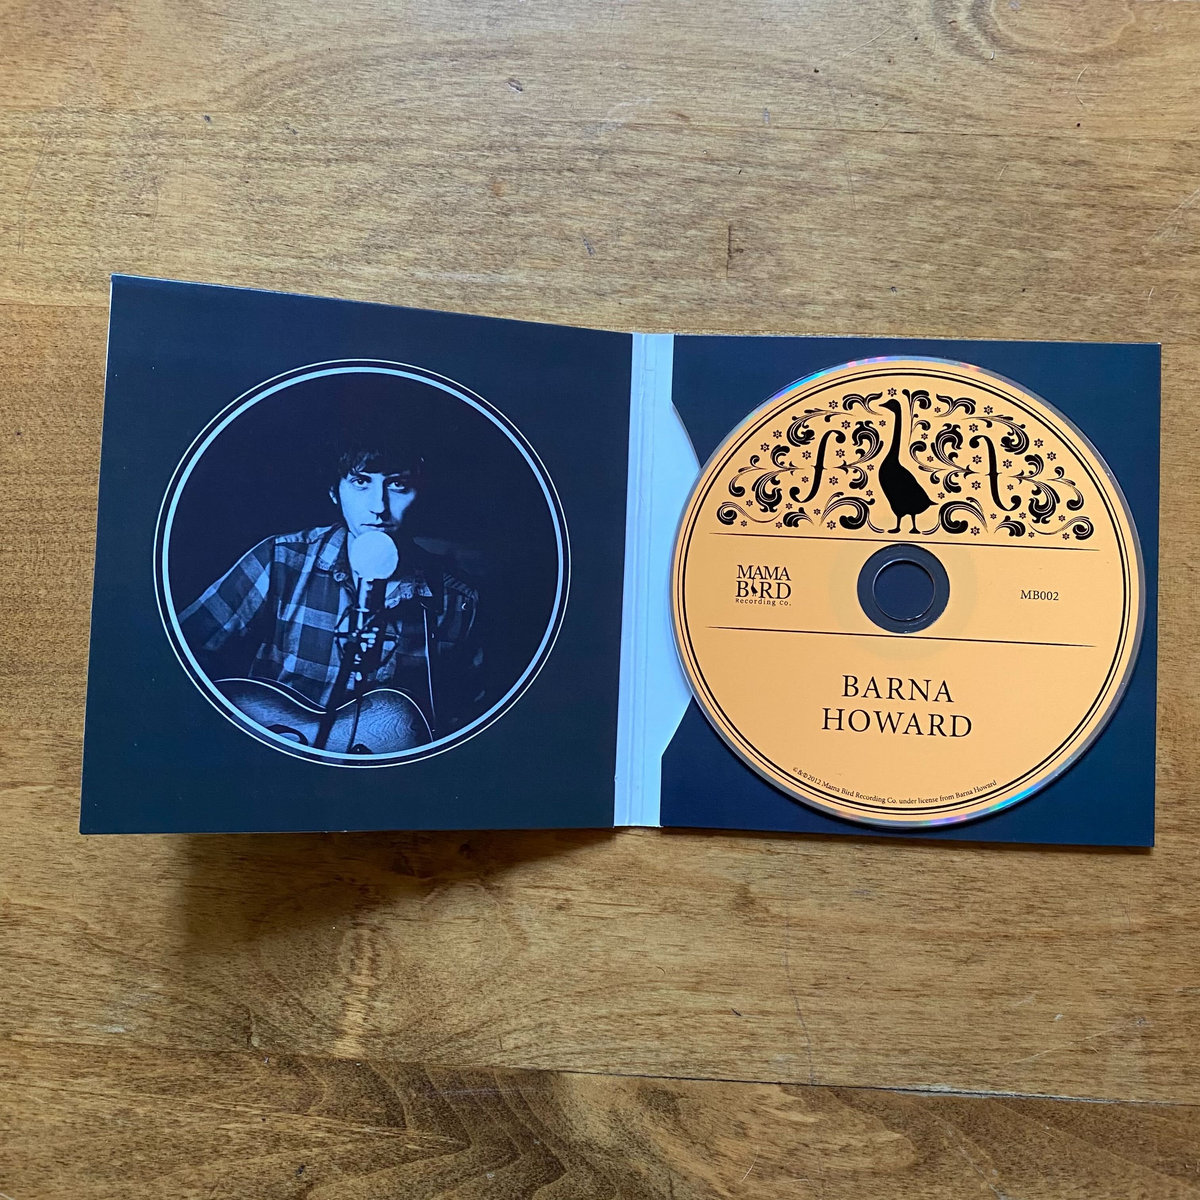 MAMA
BIRD
Recording Co.
MB002
BARNA
HOWARD
©&℗2012 Mama Bird Recording Co. under license from Barna Howard